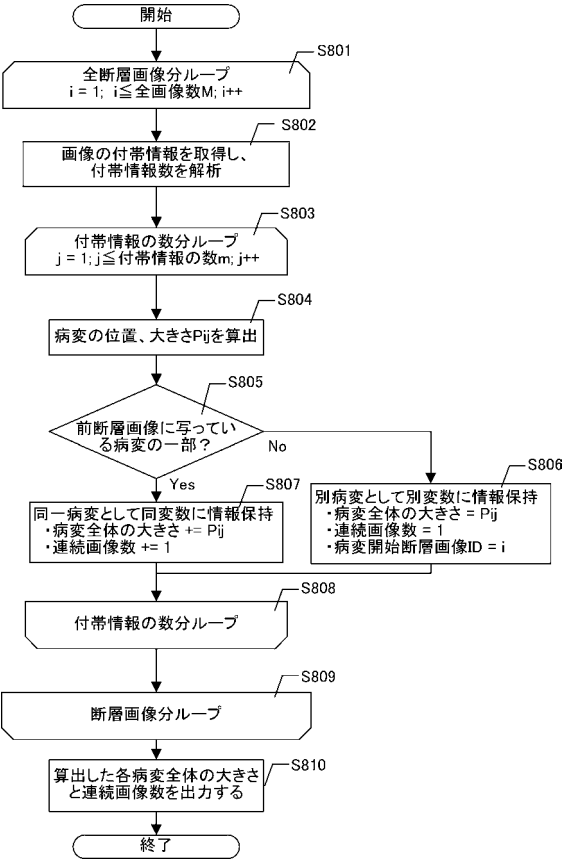 開始
S801
全断層画像分ループ
i = 1; i≦全画像数M; i++
S802
画像の付帯情報を取得し、
付帯情報数を解析
S803
付帯情報の数分ループ
j = 1; j≦付帯情報の数m; j++
S804
病変の位置、大きさPijを算出
S805
前断層画像に写ってい
る病変の一部？
No
Yes
S807
同一病変として同変数に情報保持
・病変全体の大きさ += Pij
・連続画像数 += 1
S806
別病変として別変数に情報保持
・病変全体の大きさ = Pij
・連続画像数 = 1
・病変開始断層画像ID = i
S808
付帯情報の数分ループ
S809
断層画像分ループ
S810
算出した各病変全体の大きさ
と連続画像数を出力する
終了